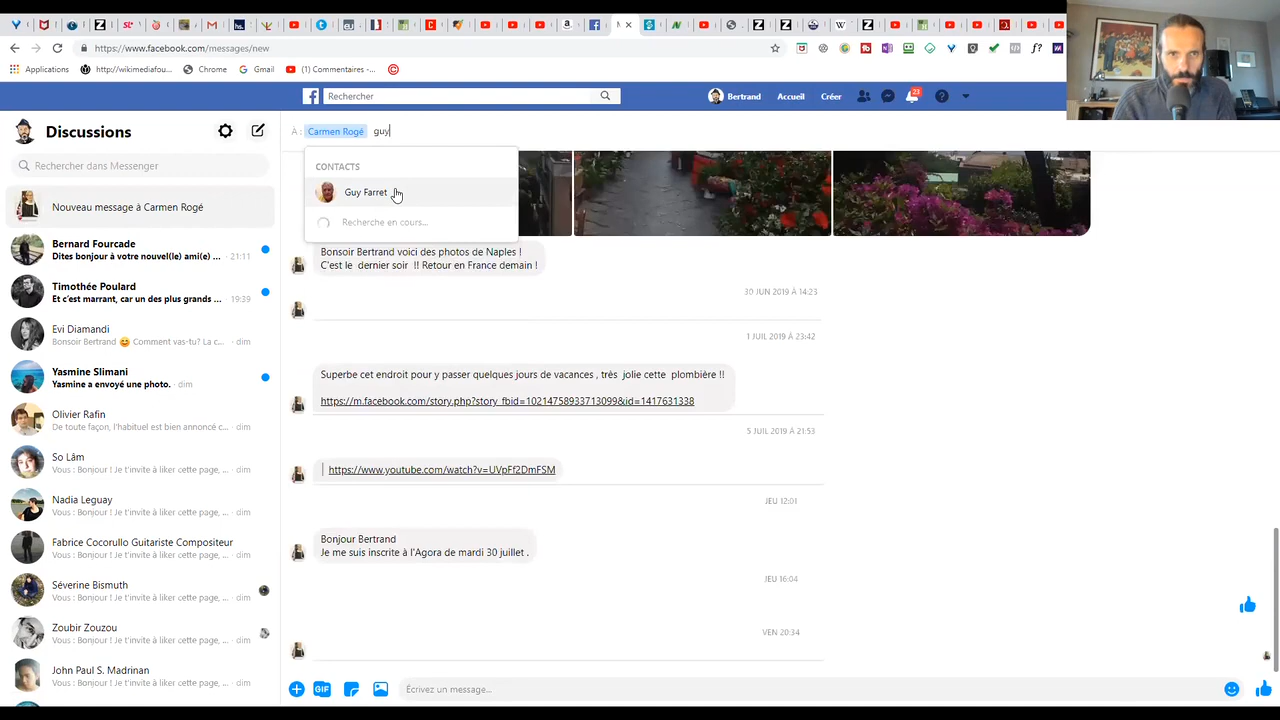 https://www.facebook.com/messages/new
Applications
http://wikimediafou...
Chrome
Gmail
(1) Commentaires -...
Rechercher
Bertrand
Accueil
Créer
23
Discussions
À :
Carmen Rogé
guy
Rechercher dans Messenger
CONTACTS
Guy Farret
Recherche en cours...
Nouveau message à Carmen Rogé
Bernard Fourcade
Dites bonjour à votre nouvel(le) ami(e) ... 21:11
Timothée Poulard
Et c'est marrant, car un des plus grands ... 19:39
Evi Diamandi
Bonsoir Bertrand 😊 Comment vas-tu? La c... · dim
Yasmine Slimani
Yasmine a envoyé une photo. · dim
Olivier Rafin
De toute façon, l'habituel est bien annoncé c... · dim
So Lâm
Vous : Bonjour ! Je t'invite à liker cette page, ... · dim
Nadia Leguay
Vous : Bonjour ! Je t'invite à liker cette page, ... · dim
Fabrice Cocorullo Guitariste Compositeur
Vous : Bonjour ! Je t'invite à liker cette page, ... · dim
Séverine Bismuth
Vous : Bonjour ! Je t'invite à liker cette page, ... · dim
Zoubir Zouzou
Vous : Bonjour ! Je t'invite à liker cette page, ... · dim
John Paul S. Madrinan
Vous : Bonjour ! Je t'invite à liker cette page, ... · dim
Bonsoir Bertrand voici des photos de Naples !
C'est le dernier soir !! Retour en France demain !
30 JUN 2019 À 14:23
1 JUIL 2019 À 23:42
Superbe cet endroit pour y passer quelques jours de vacances , très jolie cette plombière !!
https://m.facebook.com/story.php?story_fbid=10214758933713099&id=1417631338
5 JUIL 2019 À 21:53
https://www.youtube.com/watch?v=UVpFf2DmFSM
JEU 12:01
Bonjour Bertrand
Je me suis inscrite à l'Agora de mardi 30 juillet .
JEU 16:04
VEN 20:34
GIF
Écrivez un message...